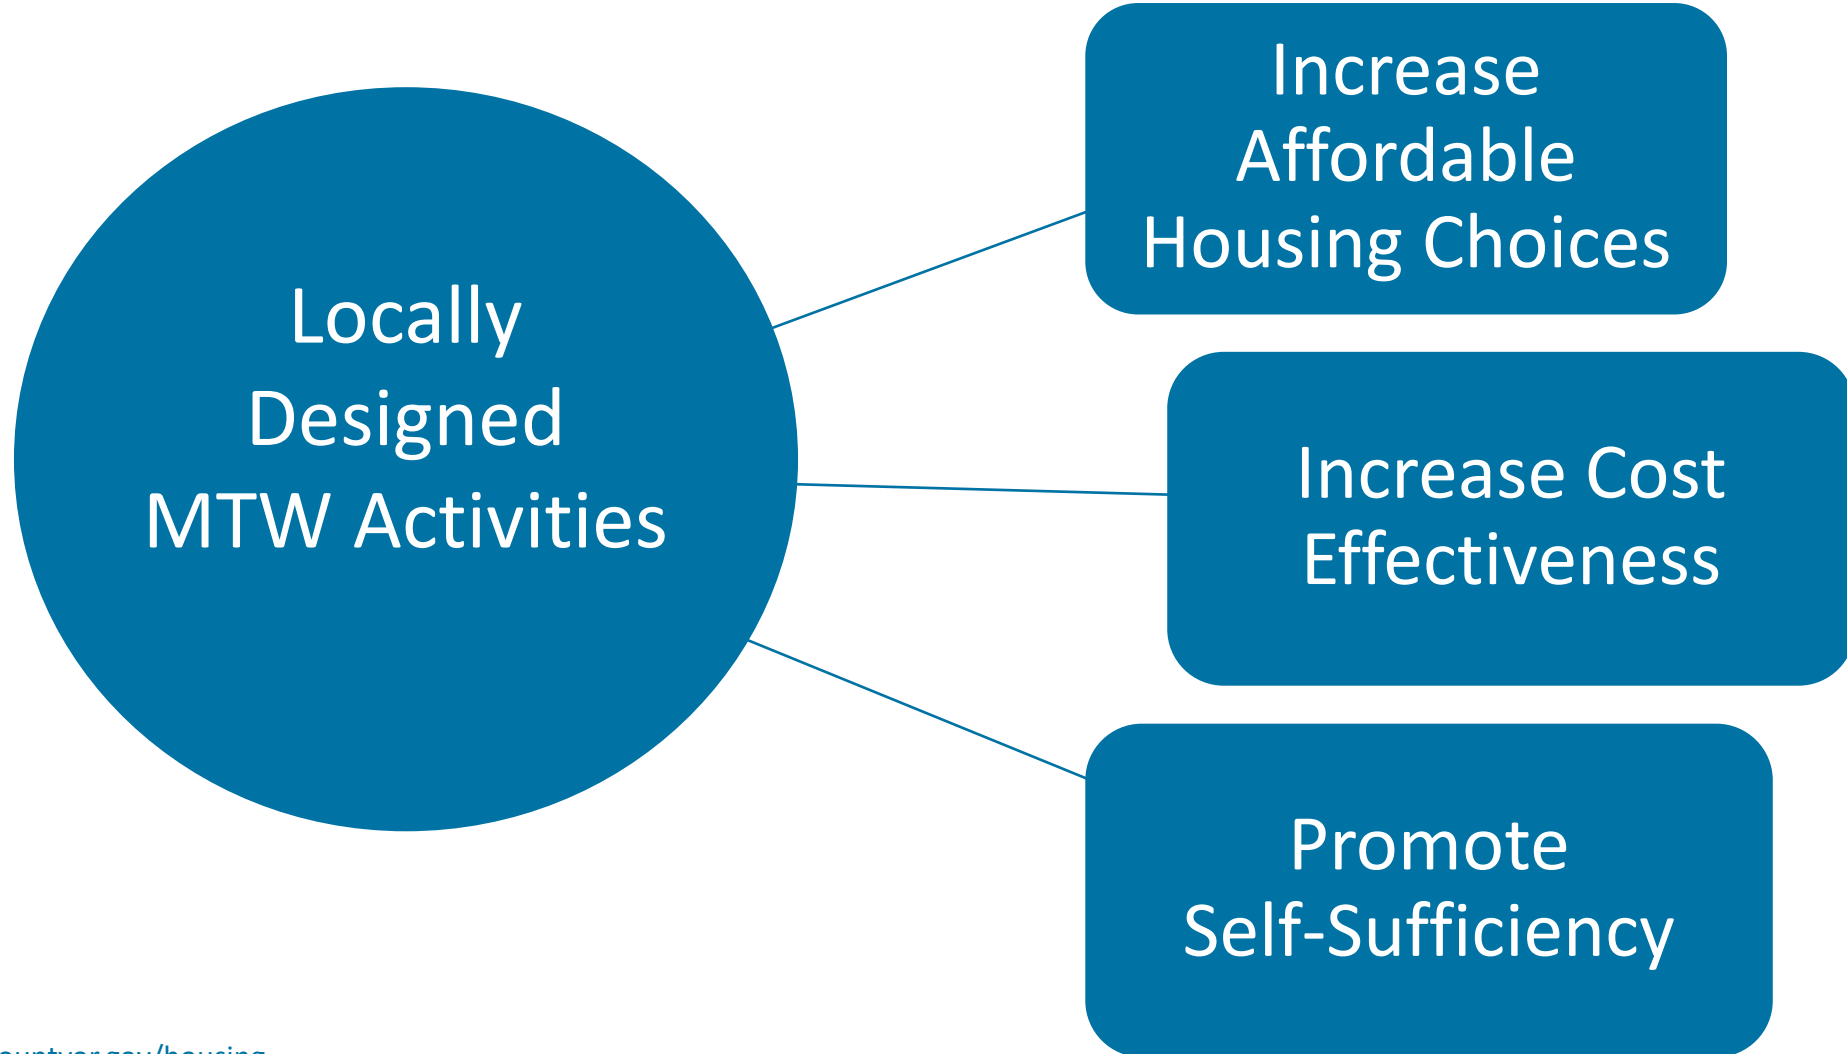 Locally
Designed
MTW Activities
Increase
Affordable
Housing Choices
Increase Cost
Effectiveness
Promote
Self-Sufficiency